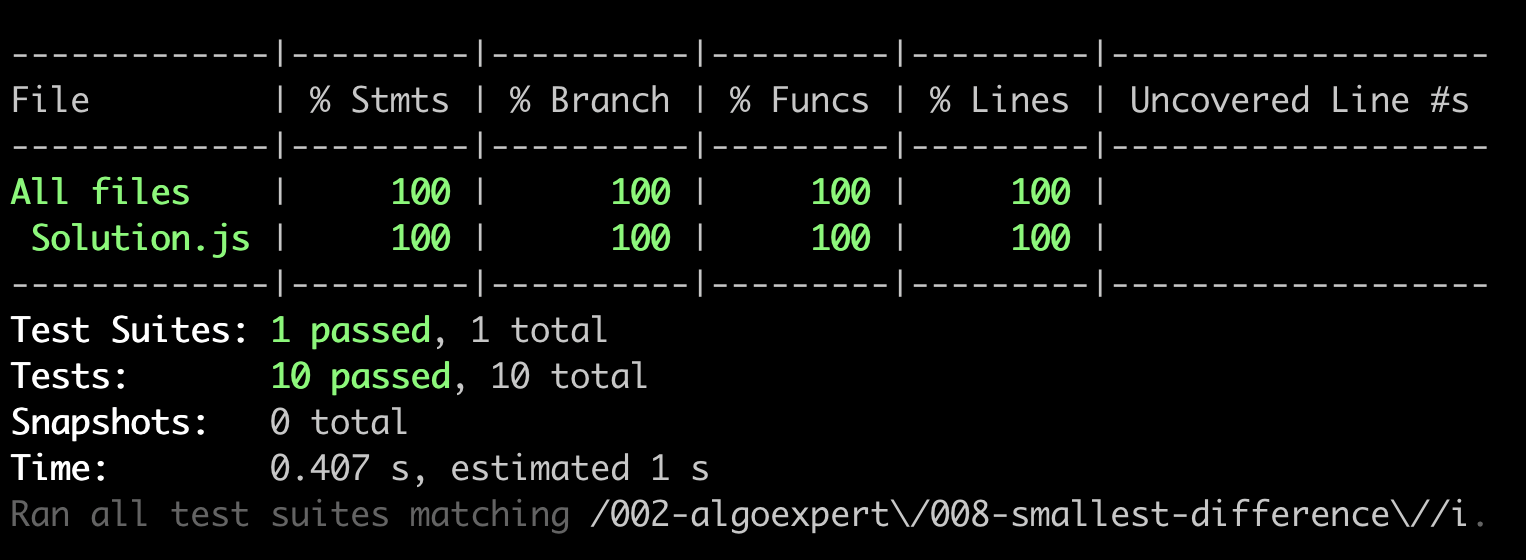 -------------|---------|----------|---------|---------|-------------------
File         | % Stmts | % Branch | % Funcs | % Lines | Uncovered Line #s
-------------|---------|----------|---------|---------|-------------------
All files    |     100 |      100 |     100 |     100 |
 Solution.js |     100 |      100 |     100 |     100 |
-------------|---------|----------|---------|---------|-------------------
Test Suites: 1 passed, 1 total
Tests:       10 passed, 10 total
Snapshots:   0 total
Time:        0.407 s, estimated 1 s
Ran all test suites matching /002-algoexpert\/008-smallest-difference\//i.